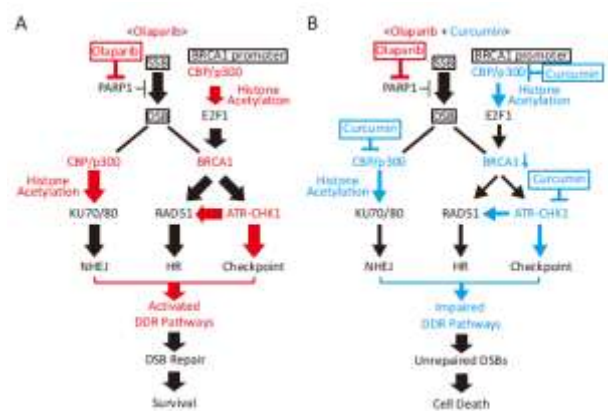 A
<Olaparib>
Olaparib
SSB
BRCA1 promoter
CBP/p300
PARP1
Histone
Acetylation
DSB
E2F1
CBP/p300
BRCA1
Histone
Acetylation
KU70/80
RAD51
ATR-CHK1
NHEJ
HR
Checkpoint
Activated
DDR Pathways
DSB Repair
Survival
B
<Olaparib + Curcumin>
Olaparib
SSB
BRCA1 promoter
CBP/p300
Curcumin
PARP1
Histone
Acetylation
DSB
E2F1
Curcumin
CBP/p300
BRCA1
Curcumin
Histone
Acetylation
KU70/80
RAD51
ATR-CHK1
NHEJ
HR
Checkpoint
Impaired
DDR Pathways
Unrepaired DSBs
Cell Death